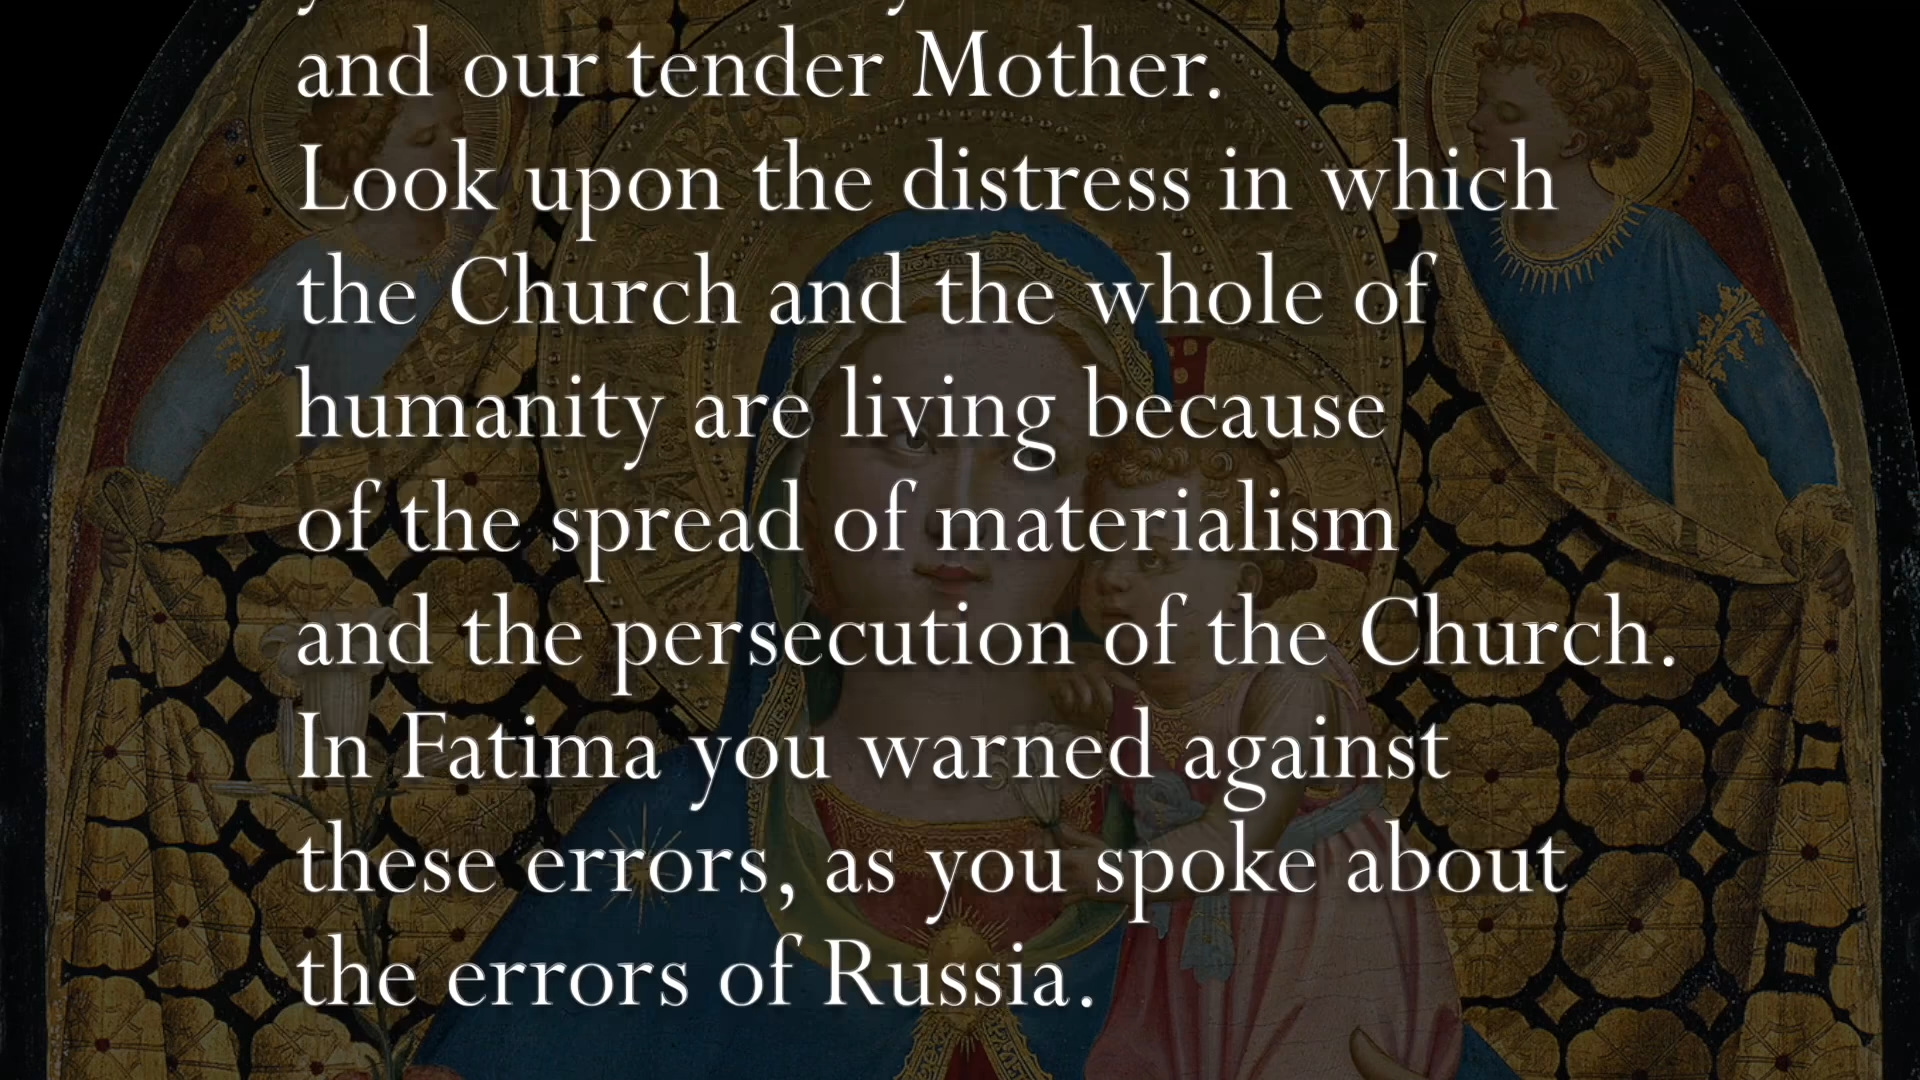 and our tender Mother.
Look upon the distress in which
the Church and the whole of
humanity are living because
of the spread of materialism
and the persecution of the Church.
In Fatima you warned against
these errors, as you spoke about
the errors of Russia.